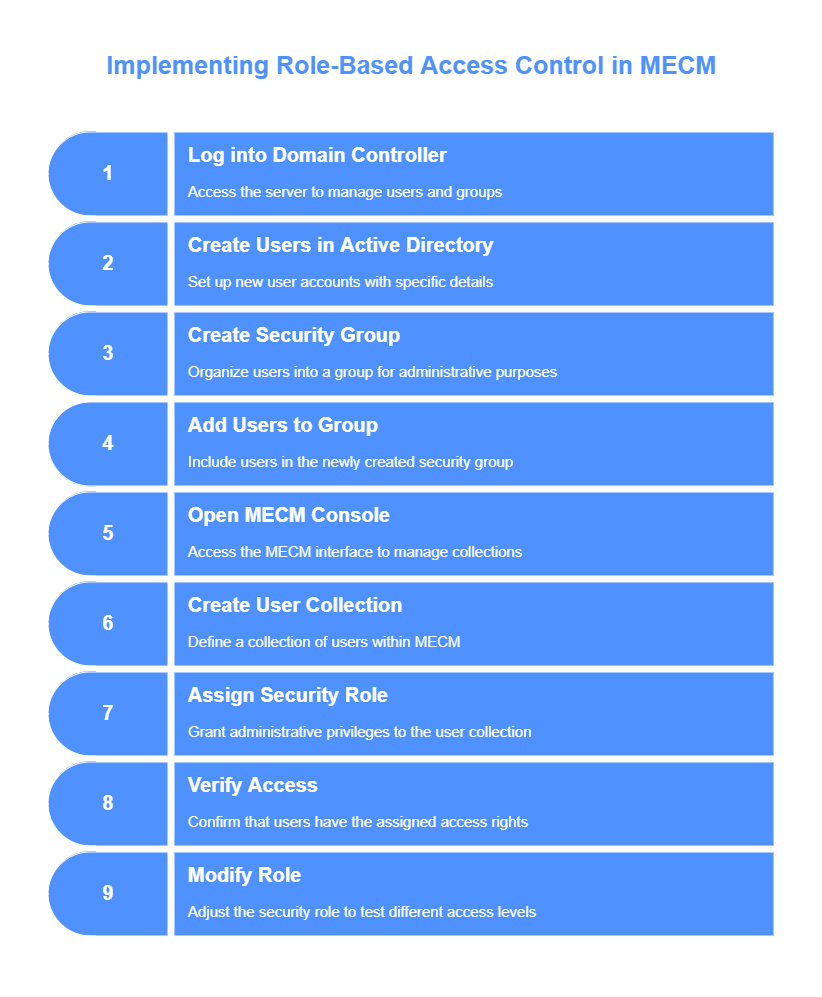 Implementing Role-Based Access Control in MECM
1
Log into Domain Controller
Access the server to manage users and groups
2
Create Users in Active Directory
Set up new user accounts with specific details
3
Create Security Group
Organize users into a group for administrative purposes
4
Add Users to Group
Include users in the newly created security group
5
Open MECM Console
Access the MECM interface to manage collections
6
Create User Collection
Define a collection of users within MECM
7
Assign Security Role
Grant administrative privileges to the user collection
8
Verify Access
Confirm that users have the assigned access rights
9
Modify Role
Adjust the security role to test different access levels